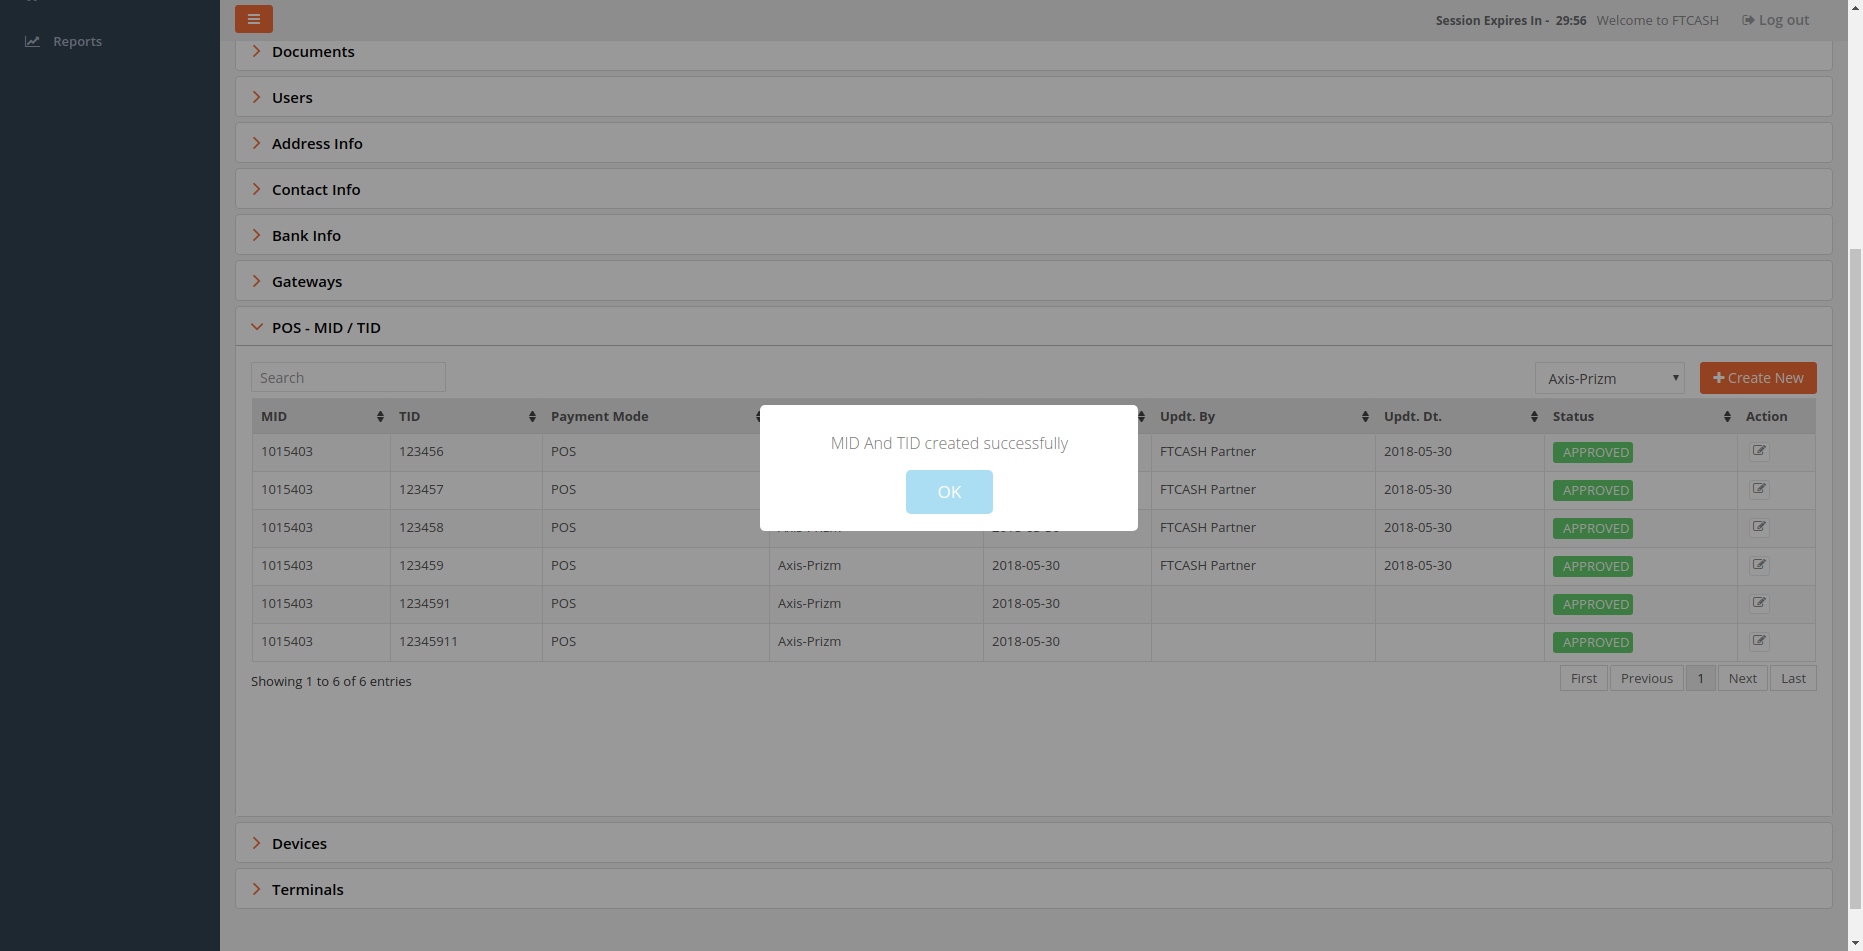 Reports
Session Expires In - 29:56 Welcome to FTCASH Log out
Documents
Users
Address Info
Contact Info
Bank Info
Gateways
POS - MID / TID
Search Axis-Prizm Create New
MID TID Payment Mode Updt. By Updt. Dt. Status Action
1015403 123456 POS FTCASH Partner 2018-05-30 APPROVED
1015403 123457 POS FTCASH Partner 2018-05-30 APPROVED
1015403 123458 POS FTCASH Partner 2018-05-30 APPROVED
1015403 123459 POS Axis-Prizm 2018-05-30 FTCASH Partner 2018-05-30 APPROVED
1015403 1234591 POS Axis-Prizm 2018-05-30 APPROVED
1015403 12345911 POS Axis-Prizm 2018-05-30 APPROVED
MID And TID created successfully
OK
Showing 1 to 6 of 6 entries First Previous 1 Next Last
Devices
Terminals